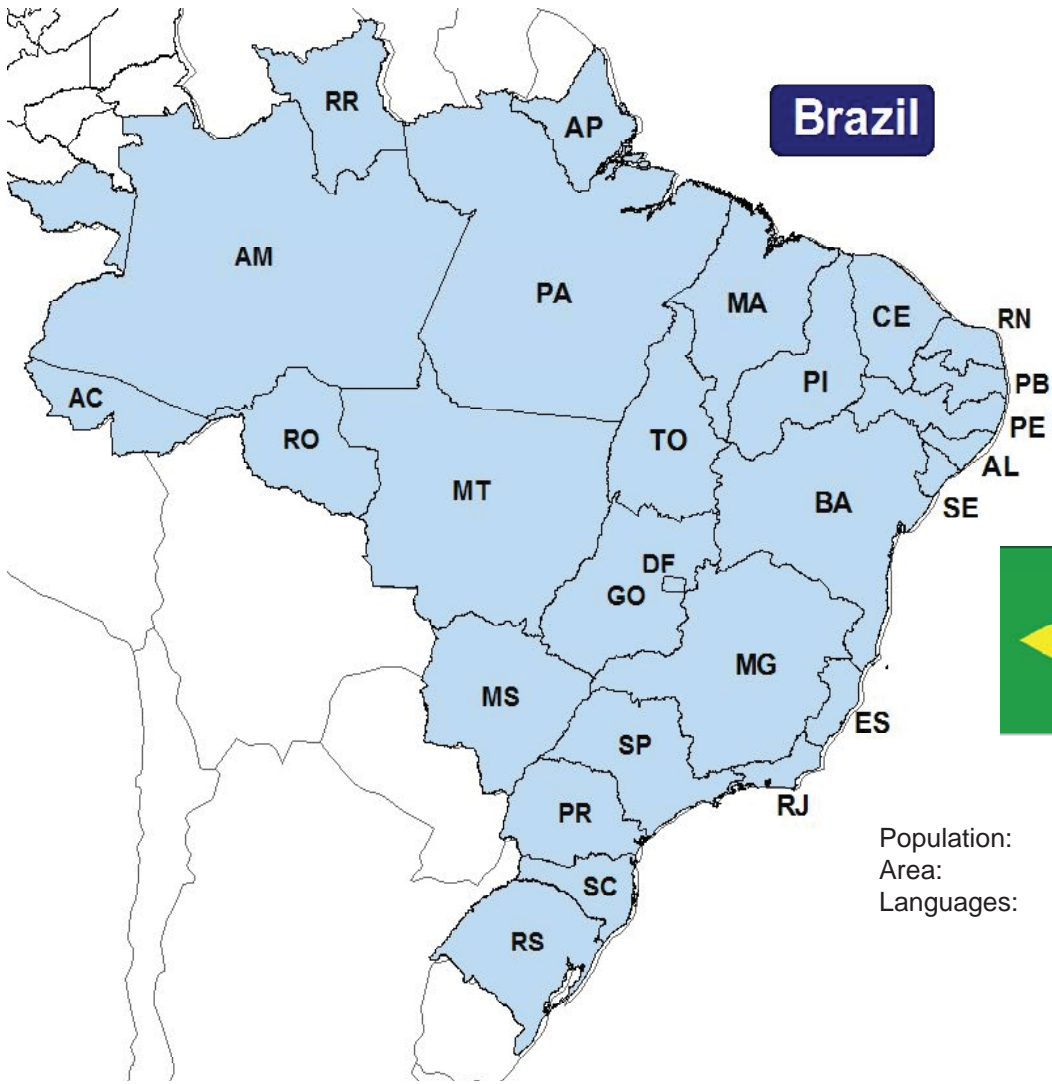 Brazil
RR
AP
AM
PA
MA
CE
RN
AC
RO
PI
PB
TO
PE
MT
AL
BA
SE
DF
GO
MG
MS
ES
SP
RJ
PR
SC
RS
Population:
Area:
Languages: